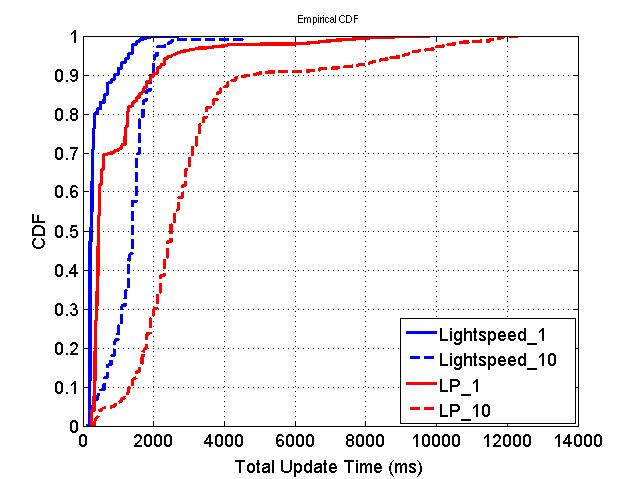 Empirical CDF
1
0.9
0.8
0.7
0.6
0.5
0.4
0.3
0.2
0.1
0
CDF
Lightspeed_1
Lightspeed_10
LP_1
LP_10
0 2000 4000 6000 8000 10000 12000 14000
Total Update Time (ms)